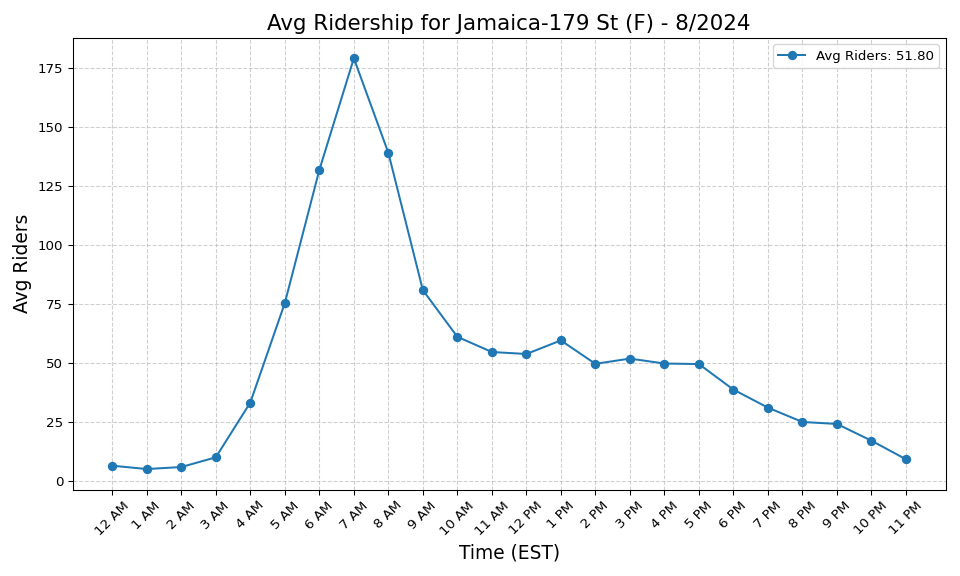 Avg Ridership for Jamaica-179 St (F) - 8/2024
Avg Riders: 51.80
Avg Riders
175
150
125
100
75
50
25
0
12 AM
1 AM
2 AM
3 AM
4 AM
5 AM
6 AM
7 AM
8 AM
9 AM
10 AM
11 AM
12 PM
1 PM
2 PM
3 PM
4 PM
5 PM
6 PM
7 PM
8 PM
9 PM
10 PM
11 PM
Time (EST)